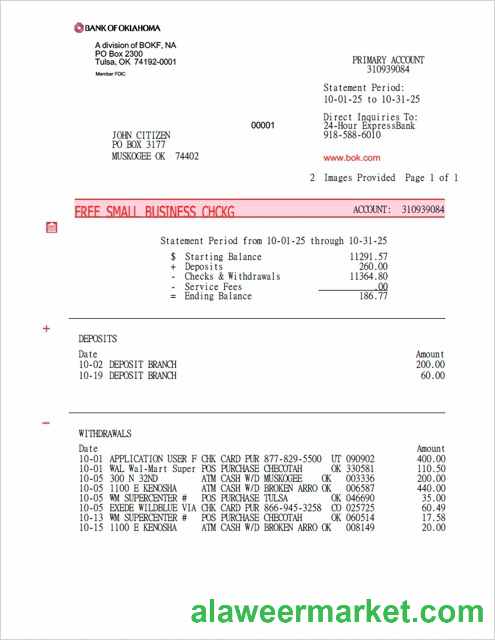 BANK OF OKLAHOMA
A division of BOKF, NA
PO Box 2300
Tulsa, OK 74192-0001
Member FDIC
PRIMARY ACCOUNT
310939084
Statement Period:
10-01-25 to 10-31-25
Direct Inquiries To:
24-Hour ExpressBank
918-588-6010
00001
JOHN CITIZEN
PO BOX 3177
MUSKOGEE OK 74402
www.bok.com
2 Images Provided Page 1 of 1
FREE SMALL BUSINESS CHCKG ACCOUNT: 310939084
Statement Period from 10-01-25 through 10-31-25
$ Starting Balance 11291.57
+ Deposits 260.00
- Checks & Withdrawals 11364.80
- Service Fees .00
= Ending Balance 186.77
+
DEPOSITS
Date Amount
10-02 DEPOSIT BRANCH 200.00
10-19 DEPOSIT BRANCH 60.00
-
WITHDRAWALS
Date Amount
10-01 APPLICATION USER F CHK CARD PUR 877-829-5500 UT 090902 400.00
10-01 WAL Wal-Mart Super POS PURCHASE CHECOTAH OK 330581 110.50
10-05 300 N 32ND ATM CASH W/D MUSKOGEE OK 003336 200.00
10-05 1100 E KENOSHA ATM CASH W/D BROKEN ARRO OK 006587 440.00
10-05 WM SUPERCENTER # POS PURCHASE TULSA OK 046690 35.00
10-05 EXEDE WILDBLUE VIA CHK CARD PUR 866-945-3258 CO 025725 60.49
10-13 WM SUPERCENTER # POS PURCHASE CHECOTAH OK 060514 17.58
10-15 1100 E KENOSHA ATM CASH W/D BROKEN ARRO OK 008149 20.00
alaweermarket.com